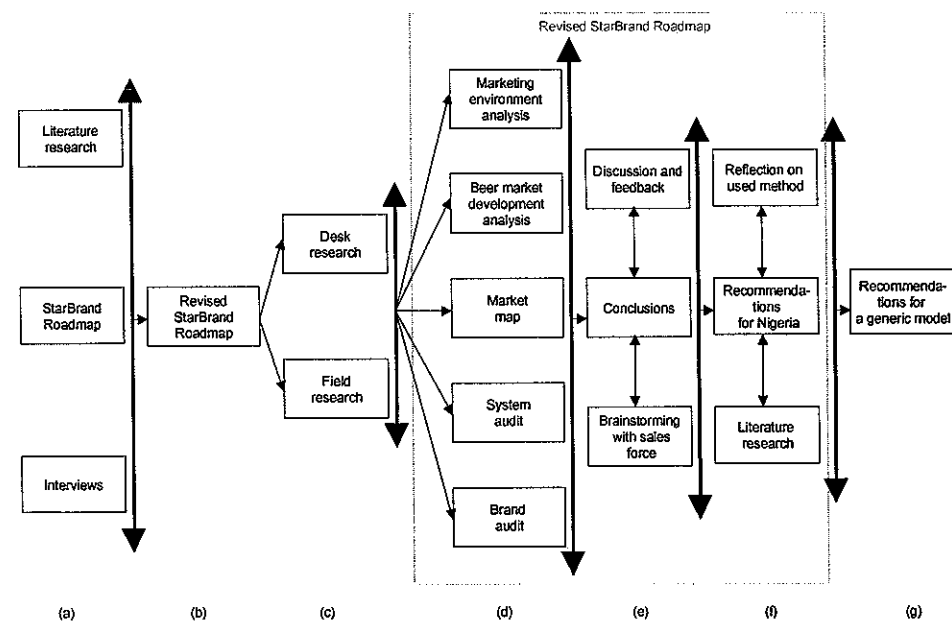 Revised StarBrand Roadmap
Literature
research
StarBrand
Roadmap
Interviews
Revised
StarBrand
Roadmap
Desk
research
Field
research
Marketing
environment
analysis
Beer market
development
analysis
Market
map
System
audit
Brand
audit
Discussion and
feedback
Conclusions
Brainstorming
with sales
force
Reflection on
used method
Recommenda-
tions
for Nigeria
Literature
research
Recommenda-
tions for
a generic model
(a)
(b)
(c)
(d)
(e)
(f)
(g)